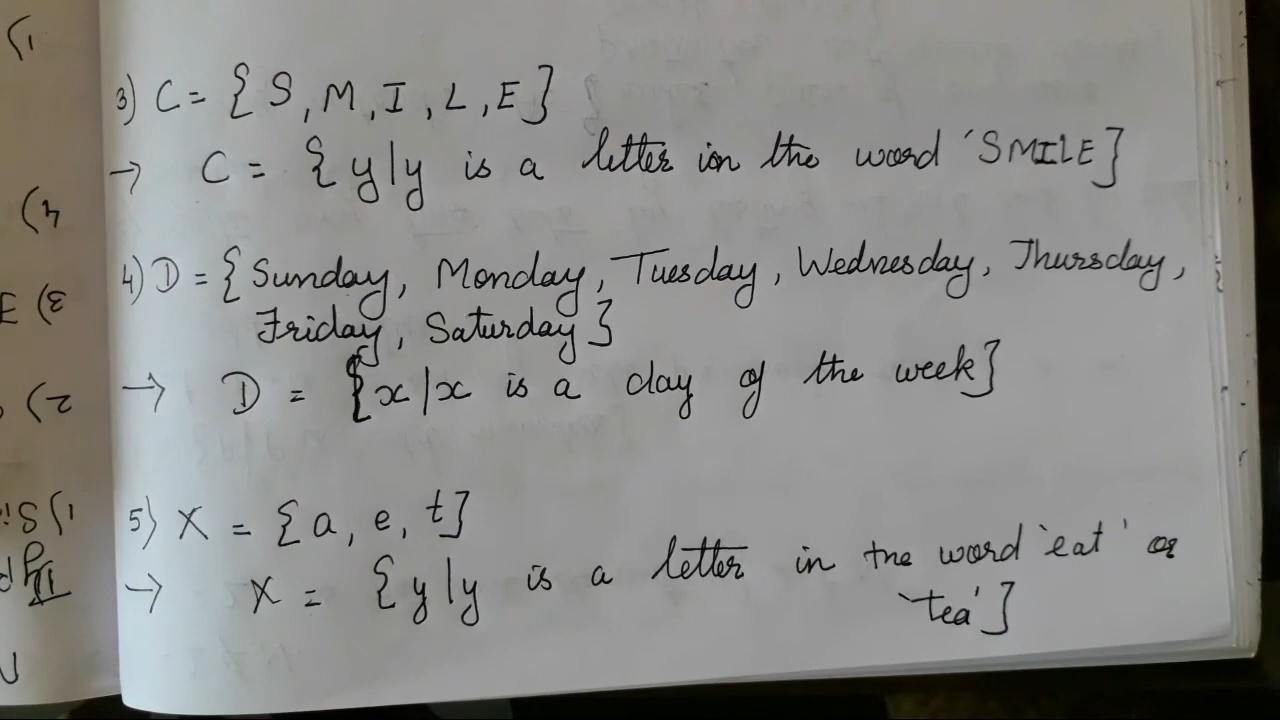 3) C = {S, M, I, L, E}
→ C = {y|y is a letter in the word 'SMILE}
4) D = {Sunday, Monday, Tuesday, Wednesday, Thursday,
Friday, Saturday}
→ D = {x|x is a day of the week}
5) X = {a, e, t}
→ X = {y|y is a letter in the word 'eat' or
'tea'}